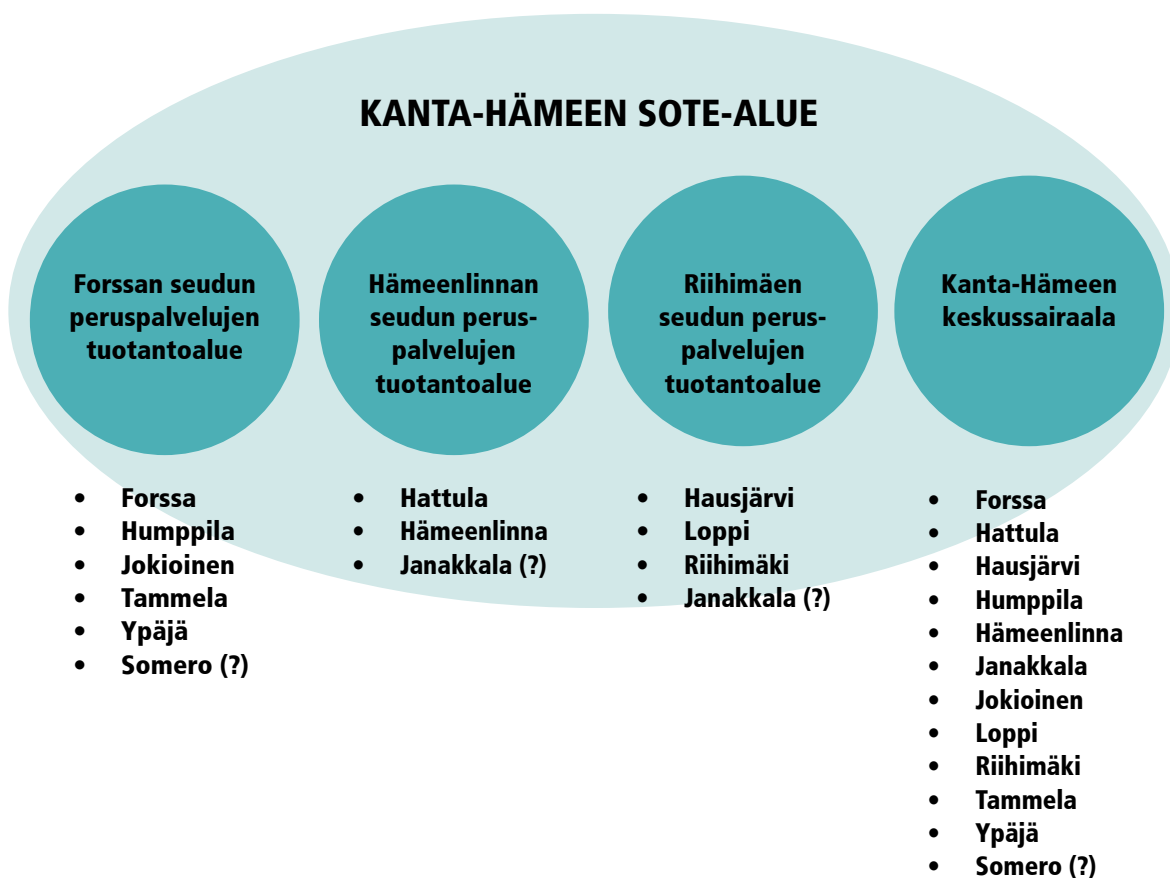 KANTA-HÄMEEN SOTE-ALUE
Forssan seudun
peruspalvelujen
tuotantoalue
Hämeenlinnan
seudun perus-
palvelujen
tuotantoalue
Riihimäen
seudun perus-
palvelujen
tuotantoalue
Kanta-Hämeen
keskussairaala
• Forssa
• Humppila
• Jokioinen
• Tammela
• Ypäjä
• Somero (?)
• Hattula
• Hämeenlinna
• Janakkala (?)
• Hausjärvi
• Loppi
• Riihimäki
• Janakkala (?)
• Forssa
• Hattula
• Hausjärvi
• Humppila
• Hämeenlinna
• Janakkala
• Jokioinen
• Loppi
• Riihimäki
• Tammela
• Ypäjä
• Somero (?)